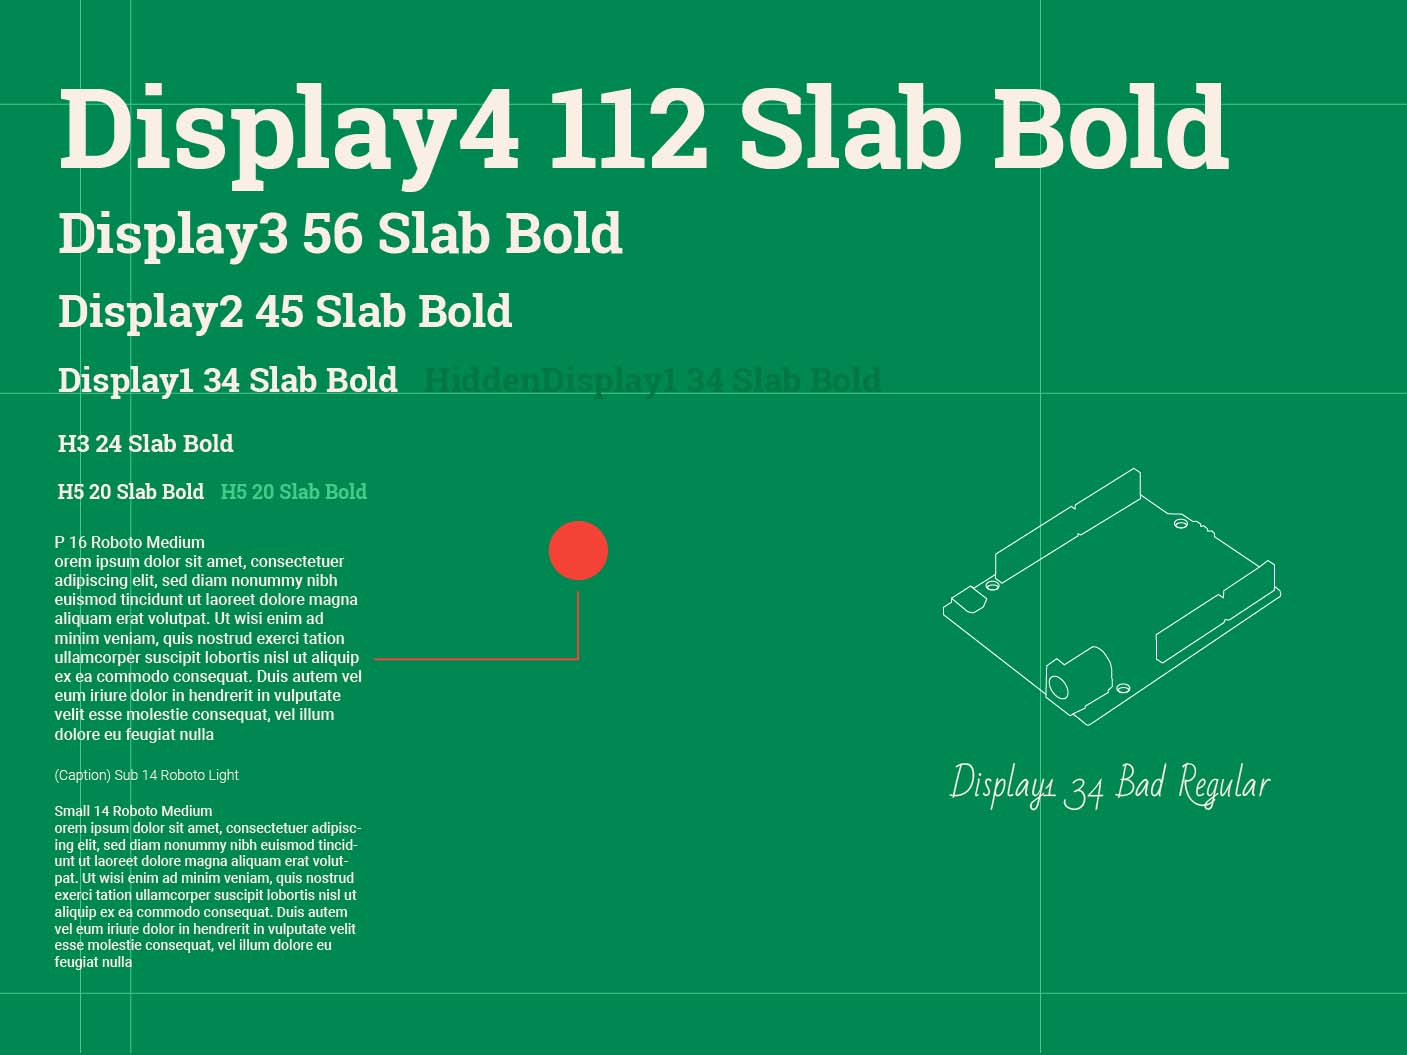 Display4 112 Slab Bold
Display3 56 Slab Bold
Display2 45 Slab Bold
Display1 34 Slab Bold HiddenDisplay1 34 Slab Bold
H3 24 Slab Bold
H5 20 Slab Bold H5 20 Slab Bold
P 16 Roboto Medium
orem ipsum dolor sit amet, consectetuer
adipiscing elit, sed diam nonummy nibh
euismod tincidunt ut laoreet dolore magna
aliquam erat volutpat. Ut wisi enim ad
minim veniam, quis nostrud exerci tation
ullamcorper suscipit lobortis nisl ut aliquip
ex ea commodo consequat. Duis autem vel
eum iriure dolor in hendrerit in vulputate
velit esse molestie consequat, vel illum
dolore eu feugiat nulla
(Caption) Sub 14 Roboto Light
Small 14 Roboto Medium
orem ipsum dolor sit amet, consectetuer adipisc-
ing elit, sed diam nonummy nibh euismod tincid-
unt ut laoreet dolore magna aliquam erat volut-
pat. Ut wisi enim ad minim veniam, quis nostrud
exerci tation ullamcorper suscipit lobortis nisl ut
aliquip ex ea commodo consequat. Duis autem
vel eum iriure dolor in hendrerit in vulputate velit
esse molestie consequat, vel illum dolore eu
feugiat nulla
Display1 34 Bad Regular